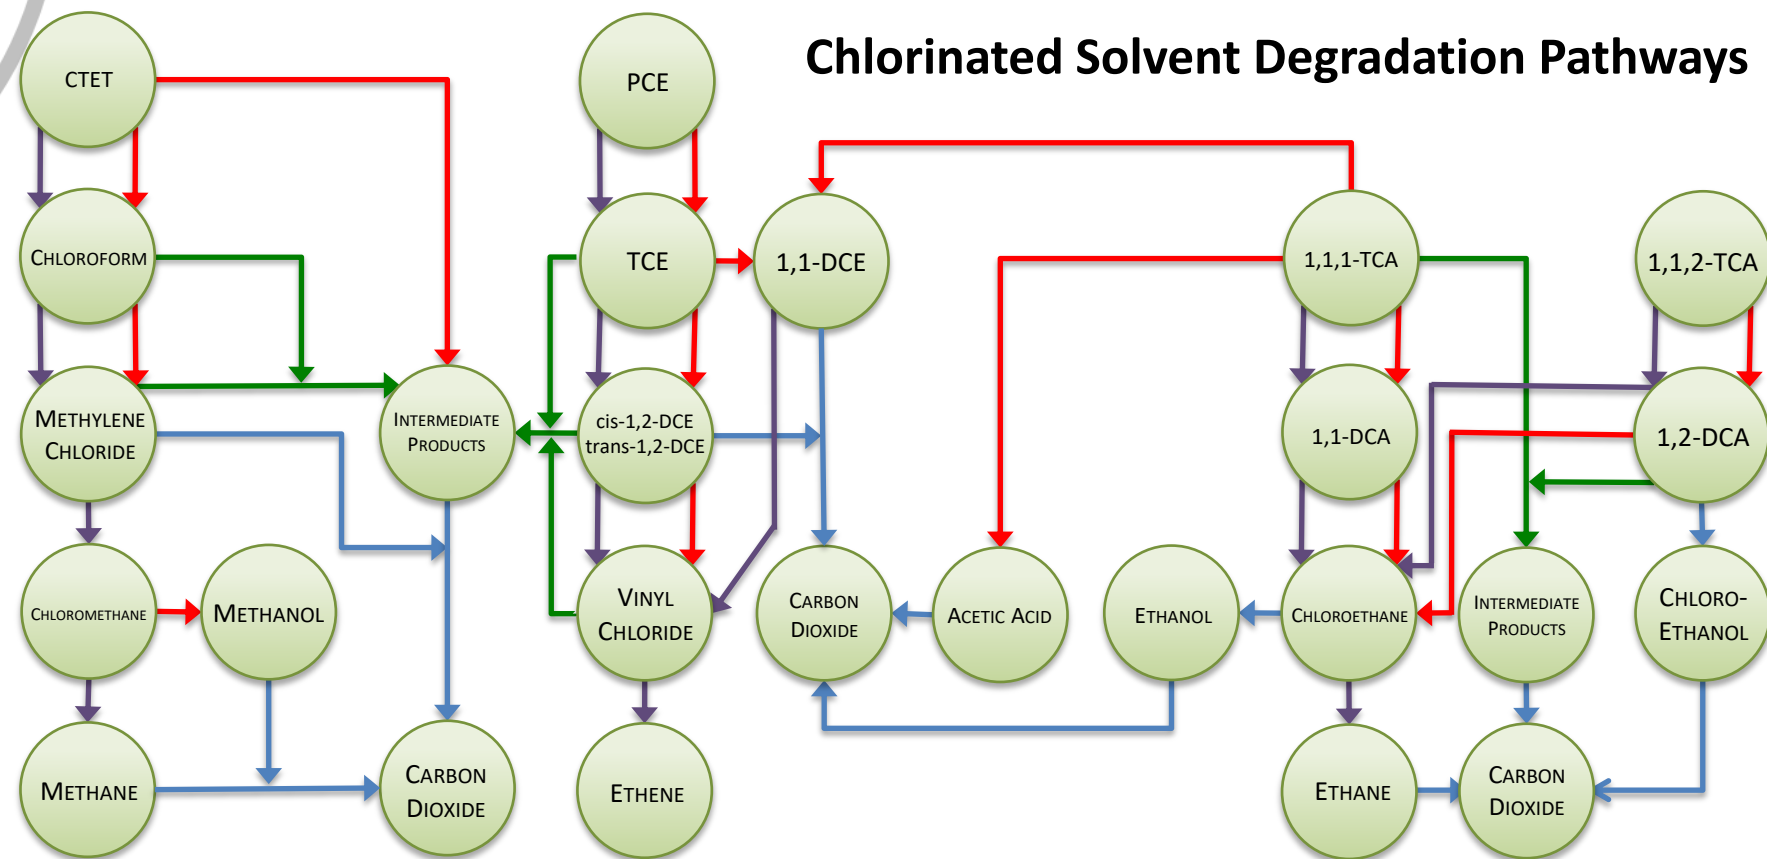 Chlorinated Solvent Degradation Pathways
CTET
PCE
CHLOROFORM
TCE
1,1-DCE
1,1,1-TCA
1,1,2-TCA
METHYLENE
CHLORIDE
INTERMEDIATE
PRODUCTS
cis-1,2-DCE
trans-1,2-DCE
1,1-DCA
1,2-DCA
CHLOROMETHANE
METHANOL
VINYL
CHLORIDE
CARBON
DIOXIDE
ACETIC ACID
ETHANOL
CHLOROETHANE
INTERMEDIATE
PRODUCTS
CHLORO-
ETHANOL
METHANE
CARBON
DIOXIDE
ETHENE
ETHANE
CARBON
DIOXIDE